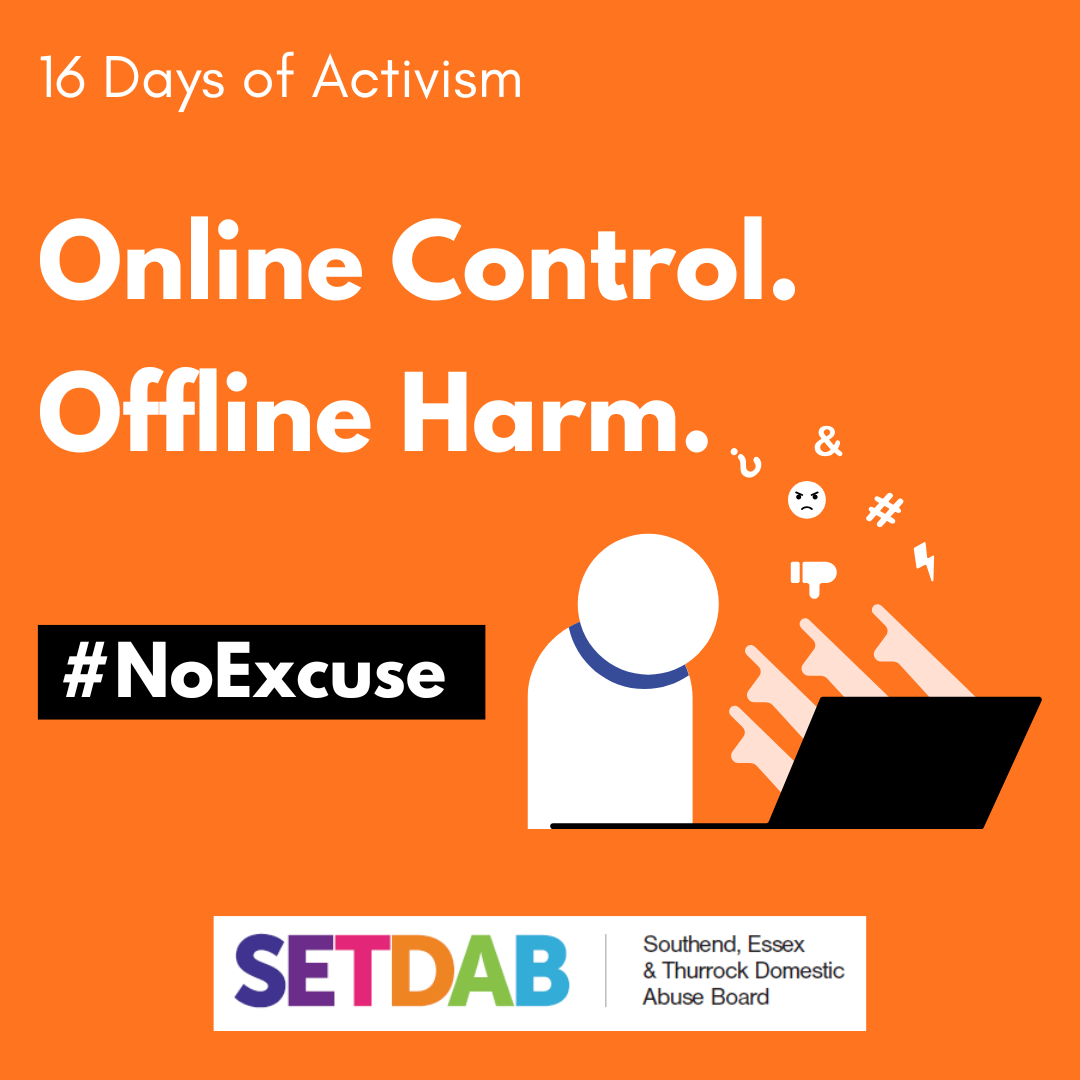 16 Days of Activism
Online Control.
Offline Harm.
#NoExcuse
SETDAB
Southend, Essex
& Thurrock Domestic
Abuse Board